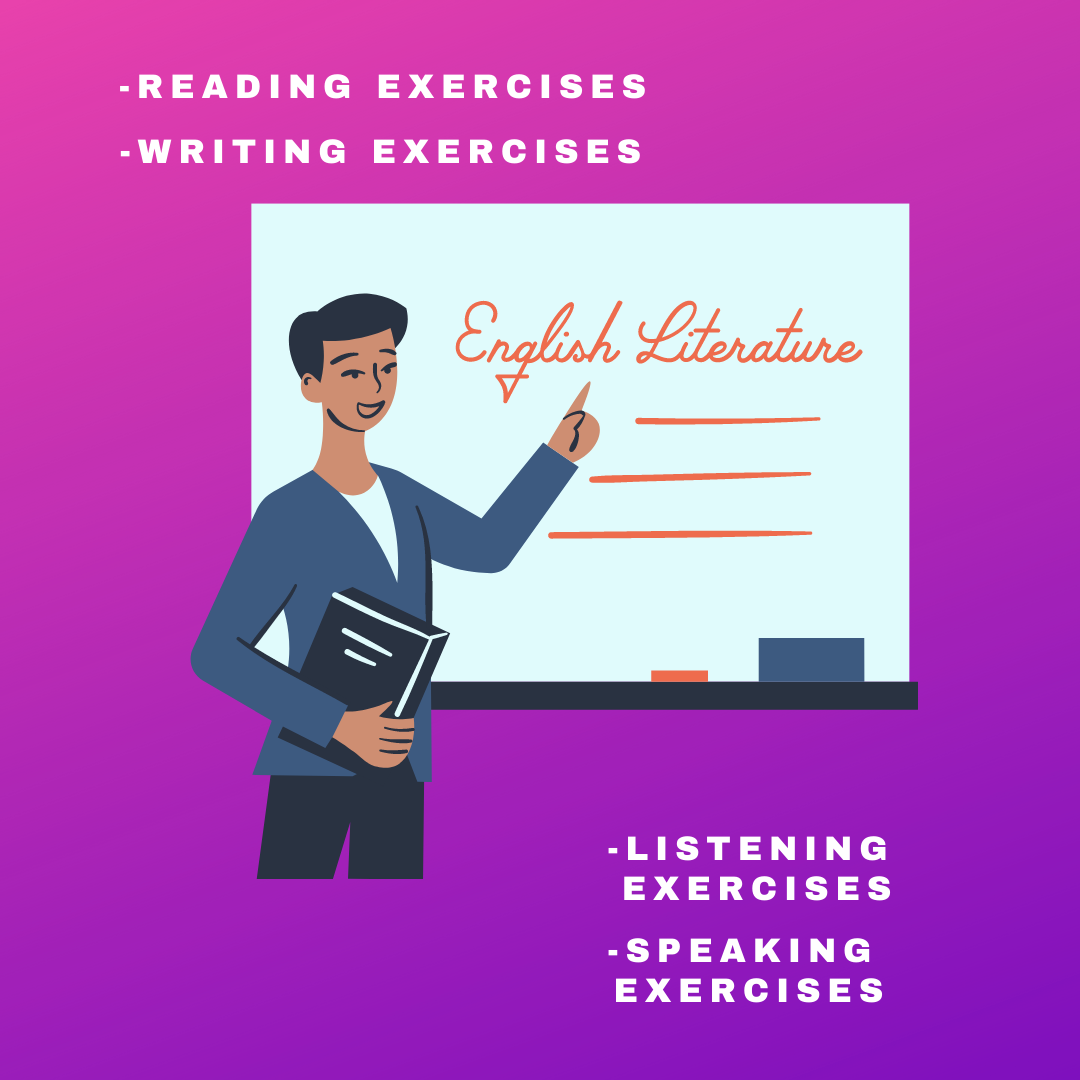 -READING EXERCISES
-WRITING EXERCISES
English Literature
-LISTENING
EXERCISES
-SPEAKING
EXERCISES